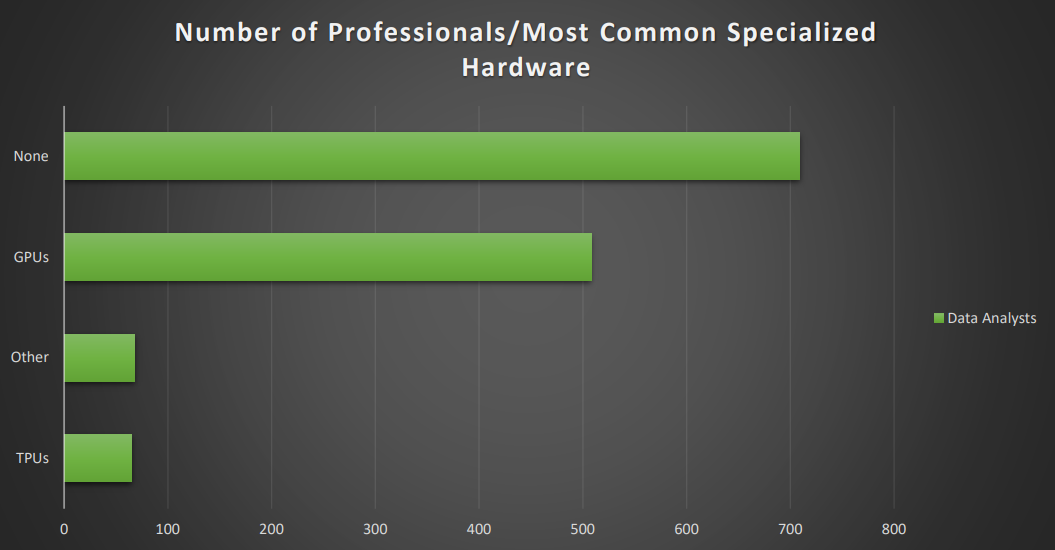 Number of Professionals/Most Common Specialized
Hardware
None
GPUs
Other
TPUs
0 100 200 300 400 500 600 700 800
Data Analysts